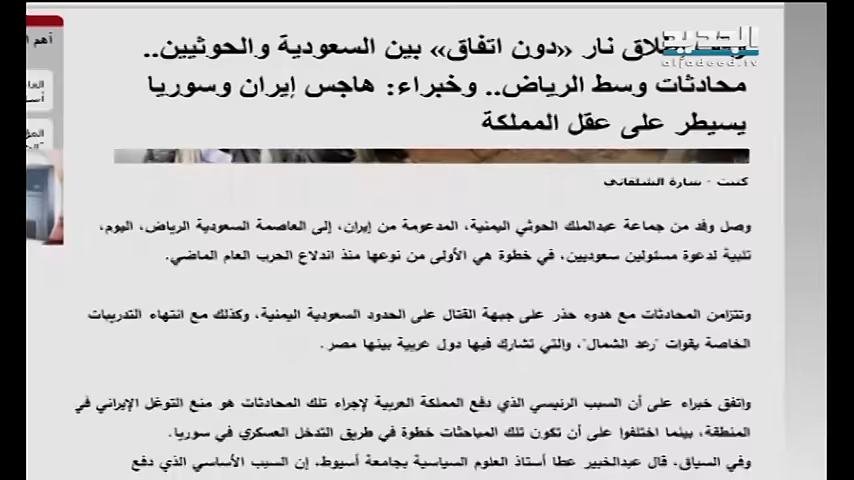 الجديد
aljadeed.tv
نار «دون اتفاق» بين السعودية والحوثيين..
محادثات وسط الرياض.. وخبراء: هاجس إيران وسوريا
يسيطر على عقل المملكة
كتبت - سارة الشلقاني
وصل وفد من جماعة عبدالملك الحوثي اليمنية، المدعومة من إيران، إلى العاصمة السعودية الرياض، اليوم،
تلبية لدعوة مسئولين سعوديين، في خطوة هي الأولى من نوعها منذ اندلاع الحرب العام الماضي.
وتتزامن المحادثات مع هدوه حذر على جبهة القتال على الحدود السعودية اليمنية، وكذلك مع انتهاء التدريبات
الخاصة بقوات "رعد الشمال"، والتي تشارك فيها دول عربية بينها مصر.
واتفق خبراء على أن السبب الرئيسي الذي دفع المملكة العربية لإجراء تلك المحادثات هو منع التوغل الإيراني في
المنطقة، بينما اختلفوا على أن تكون تلك المباحثات خطوة في طريق التدخل العسكري في سوريا.
وفي السياق، قال عبدالخبير عطا أستاذ العلوم السياسية بجامعة أسيوط، إن السبب الأساسي الذي دفع